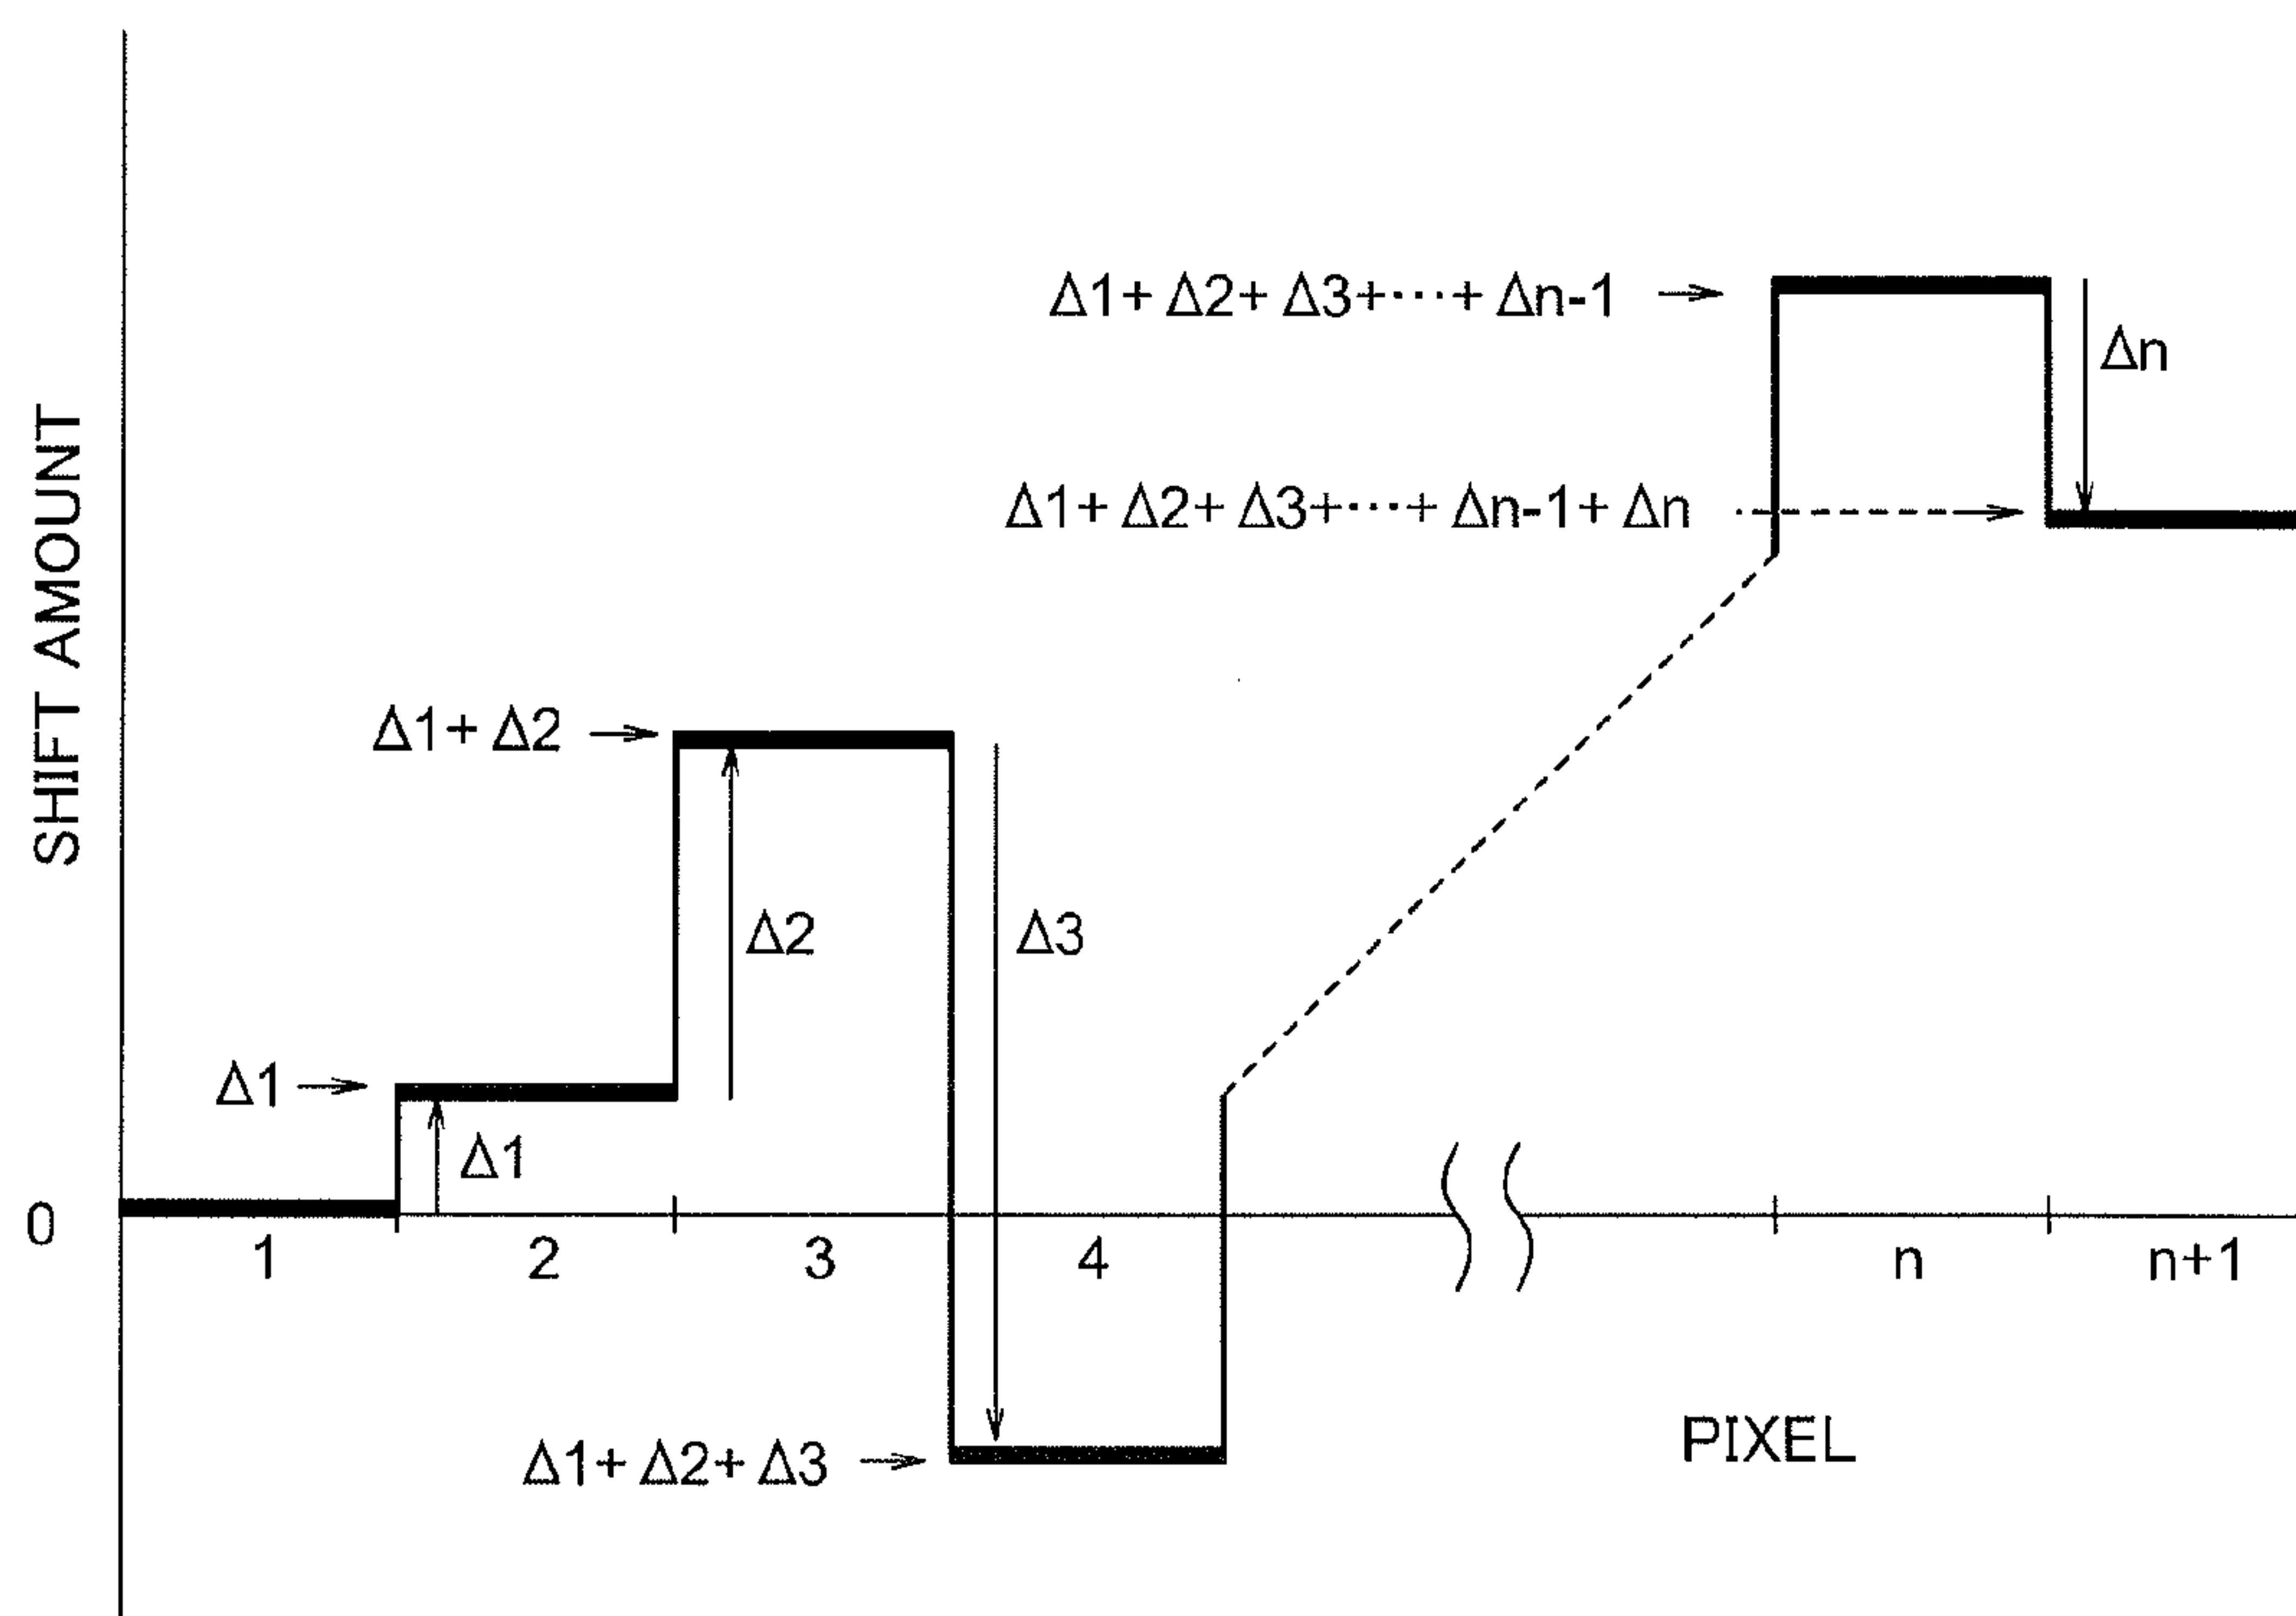 SHIFT AMOUNT
Δ1+ Δ2+ Δ3+···+ Δn-1
Δn
Δ1+ Δ2+ Δ3+···+ Δn-1+ Δn
Δ1+ Δ2
Δ2
Δ3
Δ1
Δ1
0
1
2
3
4
n
n+1
Δ1+ Δ2+ Δ3
PIXEL